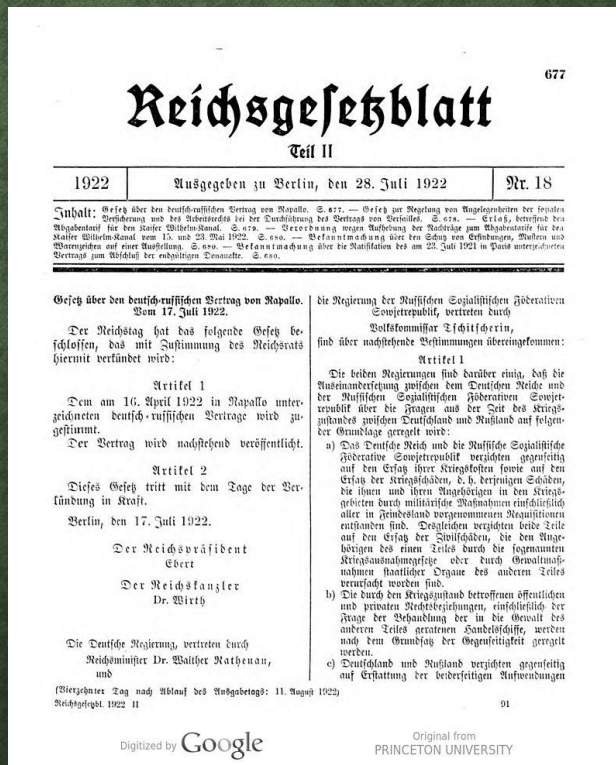 677
Reichsgesetzblatt
Teil II
1922
Ausgegeben zu Berlin, den 28. Juli 1922
Nr. 18
Inhalt: Gesetz über den deutsch-russischen Vertrag von Rapallo. S. 677. — Gesetz zur Regelung von Angelegenheiten der sozialen
Versicherung und des Arbeitsrechts bei der Durchführung des Vertrags von Versailles. S. 678. — Erlaß, betreffend den
Abgabentarif für den Kaiser Wilhelm-Kanal. S. 679. — Verordnung wegen Aufhebung der Nachträge zum Abgabentarife für den
Kaiser Wilhelm-Kanal vom 15. und 23. Mai 1922. S. 680. — Bekanntmachung über den Schutz von Erfindungen, Mustern und
Warenzeichen auf einer Ausstellung. S. 680. — Bekanntmachung über die Ratifikation des am 23. Juli 1921 in Paris unterzeichneten
Vertrags zum Abschluß der endgültigen Donauakte. S. 680.
Gesetz über den deutsch-russischen Vertrag von Rapallo.
Vom 17. Juli 1922.
Der Reichstag hat das folgende Gesetz be-
schlossen, das mit Zustimmung des Reichsrats
hiermit verkündet wird:
Artikel 1
Dem am 16. April 1922 in Rapallo unter-
zeichneten deutsch-russischen Vertrage wird zu-
gestimmt.
Der Vertrag wird nachstehend veröffentlicht.
Artikel 2
Dieses Gesetz tritt mit dem Tage der Ver-
kündung in Kraft.
Berlin, den 17. Juli 1922.
Der Reichspräsident
Ebert
Der Reichskanzler
Dr. Wirth
Die Deutsche Regierung, vertreten durch
Reichsminister Dr. Walther Rathenau,
und
die Regierung der Russischen Sozialistischen Föderativen
Sowjetrepublik, vertreten durch
Volkskommissar Tschitscherin,
sind über nachstehende Bestimmungen übereingekommen:
Artikel 1
Die beiden Regierungen sind darüber einig, daß die
Auseinandersetzung zwischen dem Deutschen Reiche und
der Russischen Sozialistischen Föderativen Sowjet-
republik über die Fragen aus der Zeit des Kriegs-
zustandes zwischen Deutschland und Rußland auf folgen-
der Grundlage geregelt wird:
a) Das Deutsche Reich und die Russische Sozialistische
Föderative Sowjetrepublik verzichten gegenseitig
auf den Ersatz ihrer Kriegskosten sowie auf den
Ersatz der Kriegsschäden, d. h. derjenigen Schäden,
die ihnen und ihren Angehörigen in den Kriegs-
gebieten durch militärische Maßnahmen einschließlich
aller in Feindesland vorgenommenen Requisitionen
entstanden sind. Desgleichen verzichten beide Teile
auf den Ersatz der Zivilschäden, die den Ange-
hörigen des einen Teiles durch die sogenannten
Kriegsausnahmegesetze oder durch Gewaltmaß-
nahmen staatlicher Organe des anderen Teiles
verursacht worden sind.
b) Die durch den Kriegszustand betroffenen öffentlichen
und privaten Rechtsbeziehungen, einschließlich der
Frage der Behandlung der in die Gewalt des
anderen Teiles geratenen Handelsschiffe, werden
nach dem Grundsatz der Gegenseitigkeit geregelt
werden.
c) Deutschland und Rußland verzichten gegenseitig
auf Erstattung der beiderseitigen Aufwendungen
(Vierzehnter Tag nach Ablauf des Ausgabetags: 11. August 1922)
Reichsgesetzbl. 1922 II
91
Digitized by Google
Original from
PRINCETON UNIVERSITY